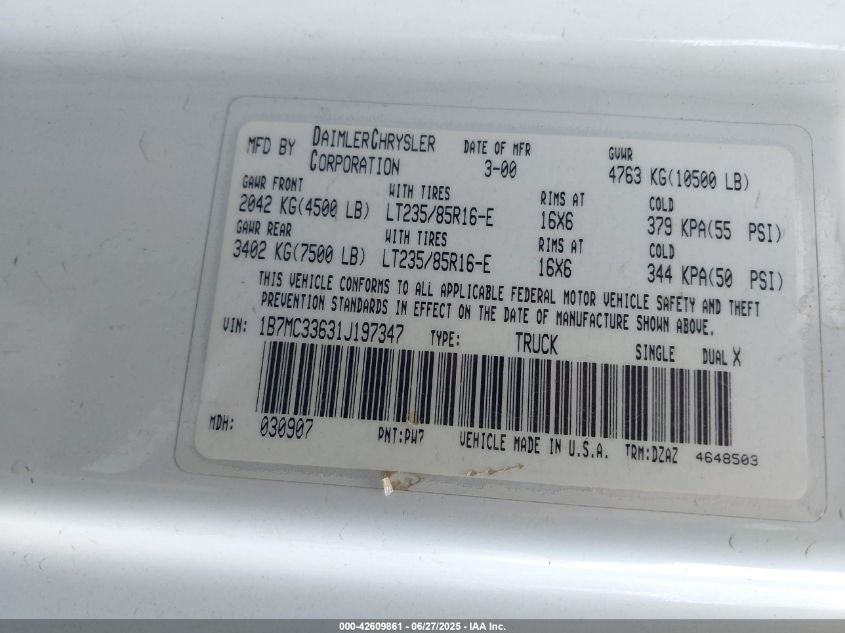 MFD BY DAIMLERCHRYSLER CORPORATION DATE OF MFR 3-00 GVWR 4763 KG(10500 LB)
GAWR FRONT WITH TIRES RIMS AT COLD
2042 KG(4500 LB) LT235/85R16-E 16X6 379 KPA(55 PSI)
GAWR REAR WITH TIRES RIMS AT COLD
3402 KG(7500 LB) LT235/85R16-E 16X6 344 KPA(50 PSI)
THIS VEHICLE CONFORMS TO ALL APPLICABLE FEDERAL MOTOR VEHICLE SAFETY AND THEFT
PREVENTION STANDARDS IN EFFECT ON THE DATE OF MANUFACTURE SHOWN ABOVE.
VIN: 1B7MC33631J197347 TYPE: TRUCK SINGLE DUAL X
MDH: 030907 PNT:PW7 VEHICLE MADE IN U.S.A. TRM:DZAZ 4648503
000-42609861 - 06/27/2025 - IAA Inc.